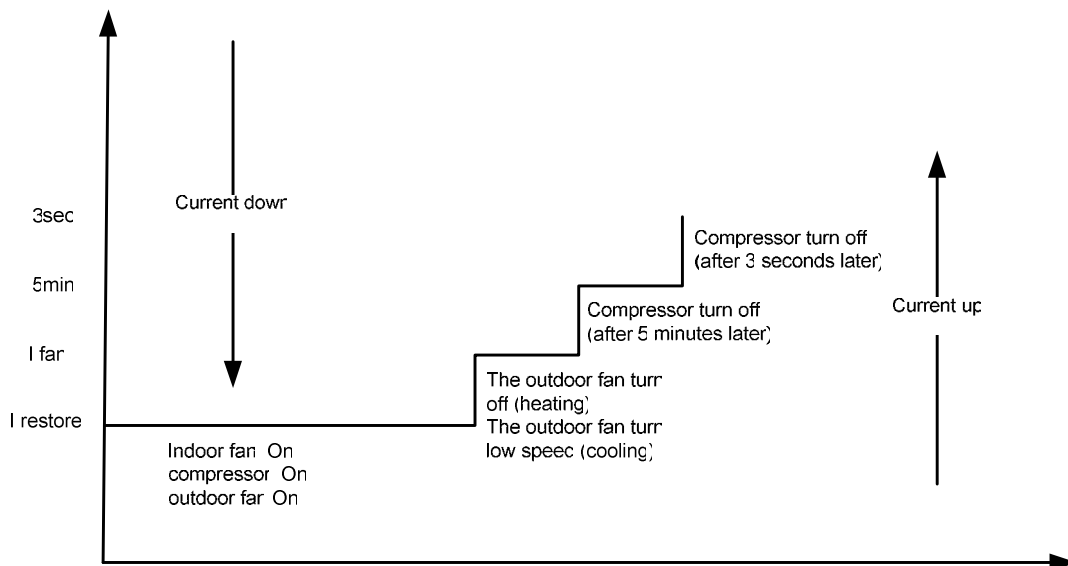 Current down
3sec
5min
I fan
I restore
Compressor turn off
(after 3 seconds later)
Compressor turn off
(after 5 minutes later)
The outdoor fan turn
off (heating)
The outdoor fan turn
low speed (cooling)
Indoor fan On
compressor On
outdoor fan On
Current up